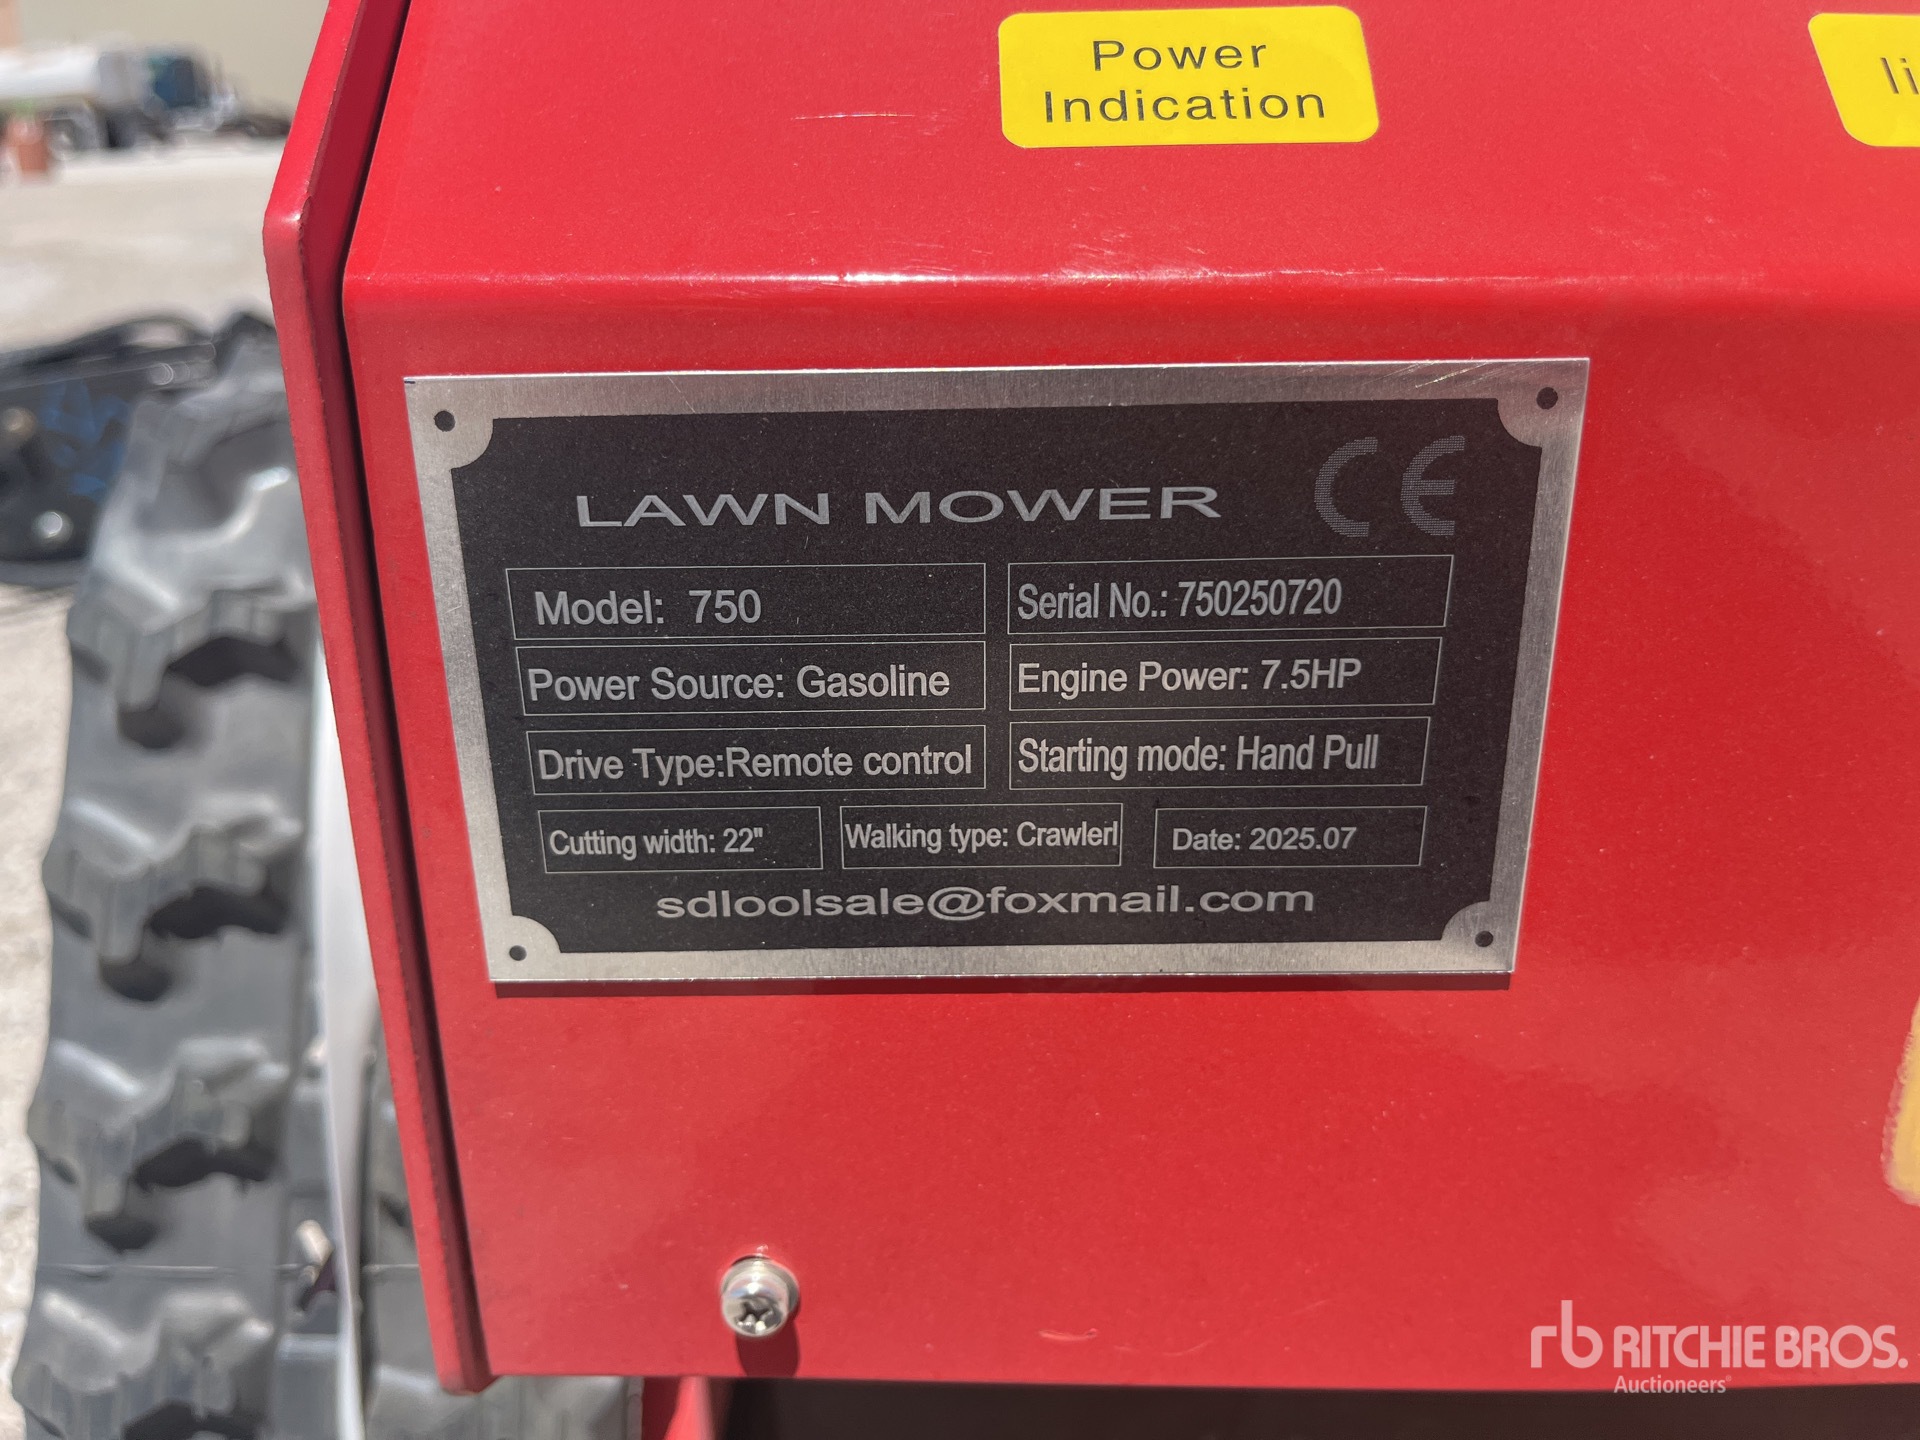 Power
Indication
li
LAWN MOWER CE
Model: 750
Serial No.: 750250720
Power Source: Gasoline
Engine Power: 7.5HP
Drive Type:Remote control
Starting mode: Hand Pull
Cutting width: 22"
Walking type: Crawlerl
Date: 2025.07
sdloolsale@foxmail.com
rb RITCHIE BROS.
Auctioneers